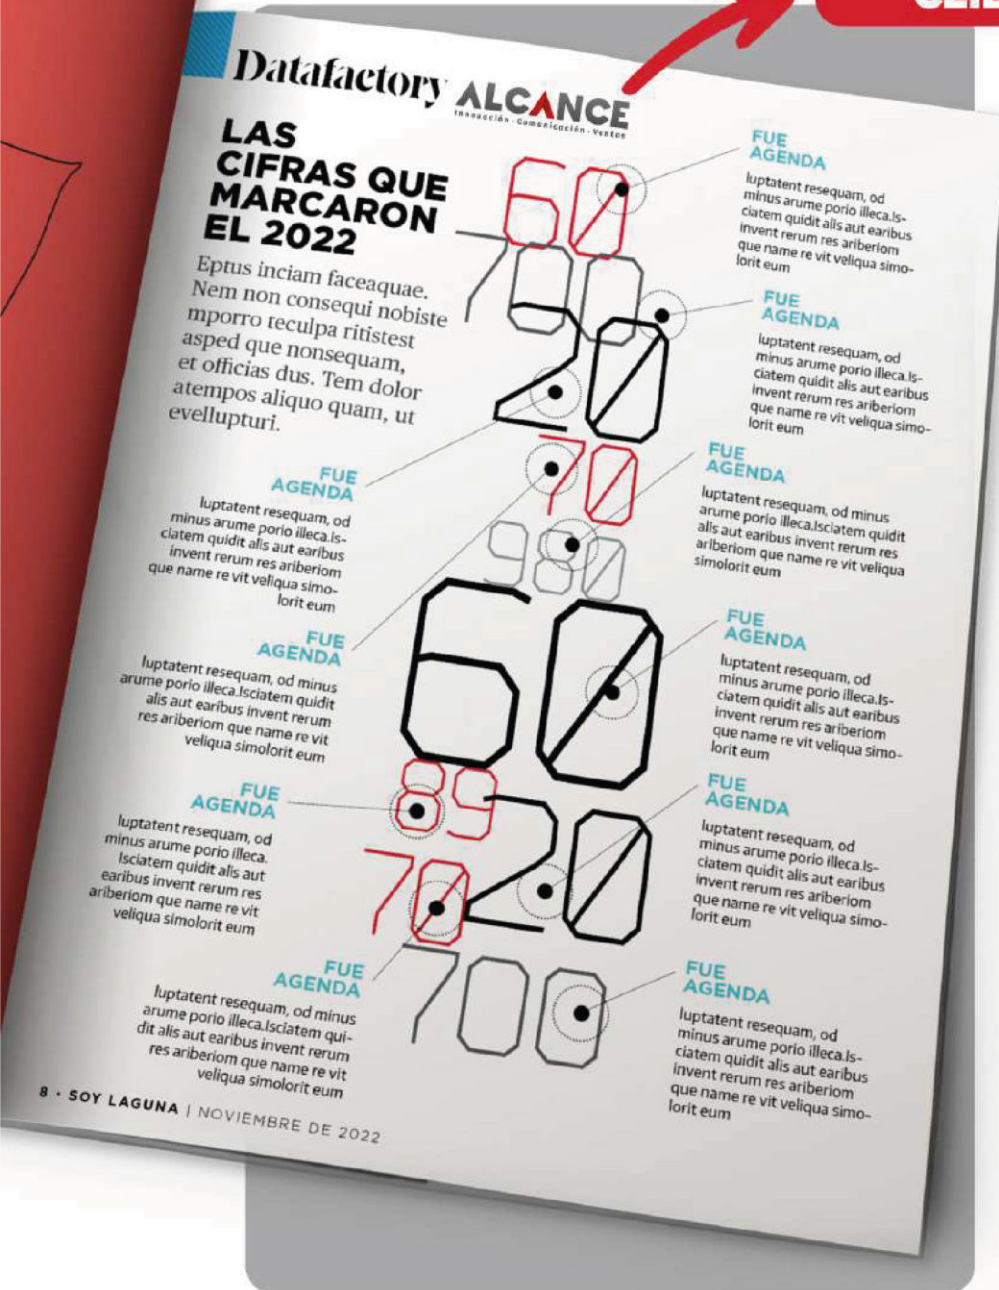 Datafactory
ALCANCE
Innovación · Comunicación · Ventas
LAS
CIFRAS QUE
MARCARON
EL 2022
Eptus inciam faceaquae.
Nem non consequi nobiste
mporro teculpa ritistest
asped que nonsequam,
et officias dus. Tem dolor
atempos aliquo quam, ut
evellupturi.
60
700
20
70
980
60
89
20
70
700
FUE
AGENDA
luptatent resequam, od
minus arume porio illeca.Is-
ciatem quidit alis aut earibus
invent rerum res ariberiom
que name re vit veliqua simo-
lorit eum
FUE
AGENDA
luptatent resequam, od
minus arume porio illeca.Is-
ciatem quidit alis aut earibus
invent rerum res ariberiom
que name re vit veliqua simo-
lorit eum
FUE
AGENDA
luptatent resequam, od minus
arume porio illeca.Isciatem quidit
alis aut earibus invent rerum res
ariberiom que name re vit veliqua
simolorit eum
FUE
AGENDA
luptatent resequam, od
minus arume porio illeca.Is-
ciatem quidit alis aut earibus
invent rerum res ariberiom
que name re vit veliqua simo-
lorit eum
FUE
AGENDA
luptatent resequam, od
minus arume porio illeca.Is-
ciatem quidit alis aut earibus
invent rerum res ariberiom
que name re vit veliqua simo-
lorit eum
FUE
AGENDA
luptatent resequam, od
minus arume porio illeca.Is-
ciatem quidit alis aut earibus
invent rerum res ariberiom
que name re vit veliqua simo-
lorit eum
FUE
AGENDA
luptatent resequam, od
minus arume porio illeca.Is-
ciatem quidit alis aut earibus
invent rerum res ariberiom
que name re vit veliqua simo-
lorit eum
FUE
AGENDA
luptatent resequam, od minus
arume porio illeca.Isciatem quidit
alis aut earibus invent rerum
res ariberiom que name re vit
veliqua simolorit eum
FUE
AGENDA
luptatent resequam, od
minus arume porio illeca.
Isciatem quidit alis aut
earibus invent rerum res
ariberiom que name re vit
veliqua simolorit eum
FUE
AGENDA
luptatent resequam, od minus
arume porio illeca.Isciatem qui-
dit alis aut earibus invent rerum
res ariberiom que name re vit
veliqua simolorit eum
8 · SOY LAGUNA | NOVIEMBRE DE 2022